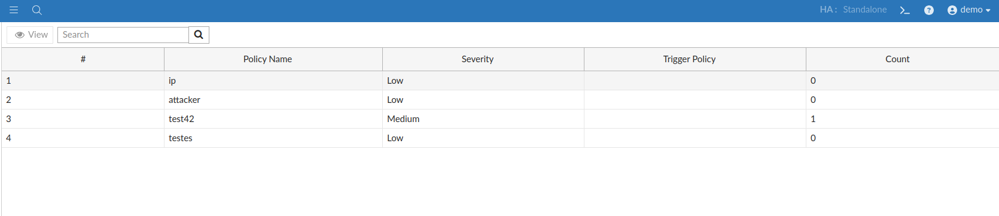 HA: Standalone demo
View Search
# Policy Name Severity Trigger Policy Count
1 ip Low 0
2 attacker Low 0
3 test42 Medium 1
4 testes Low 0